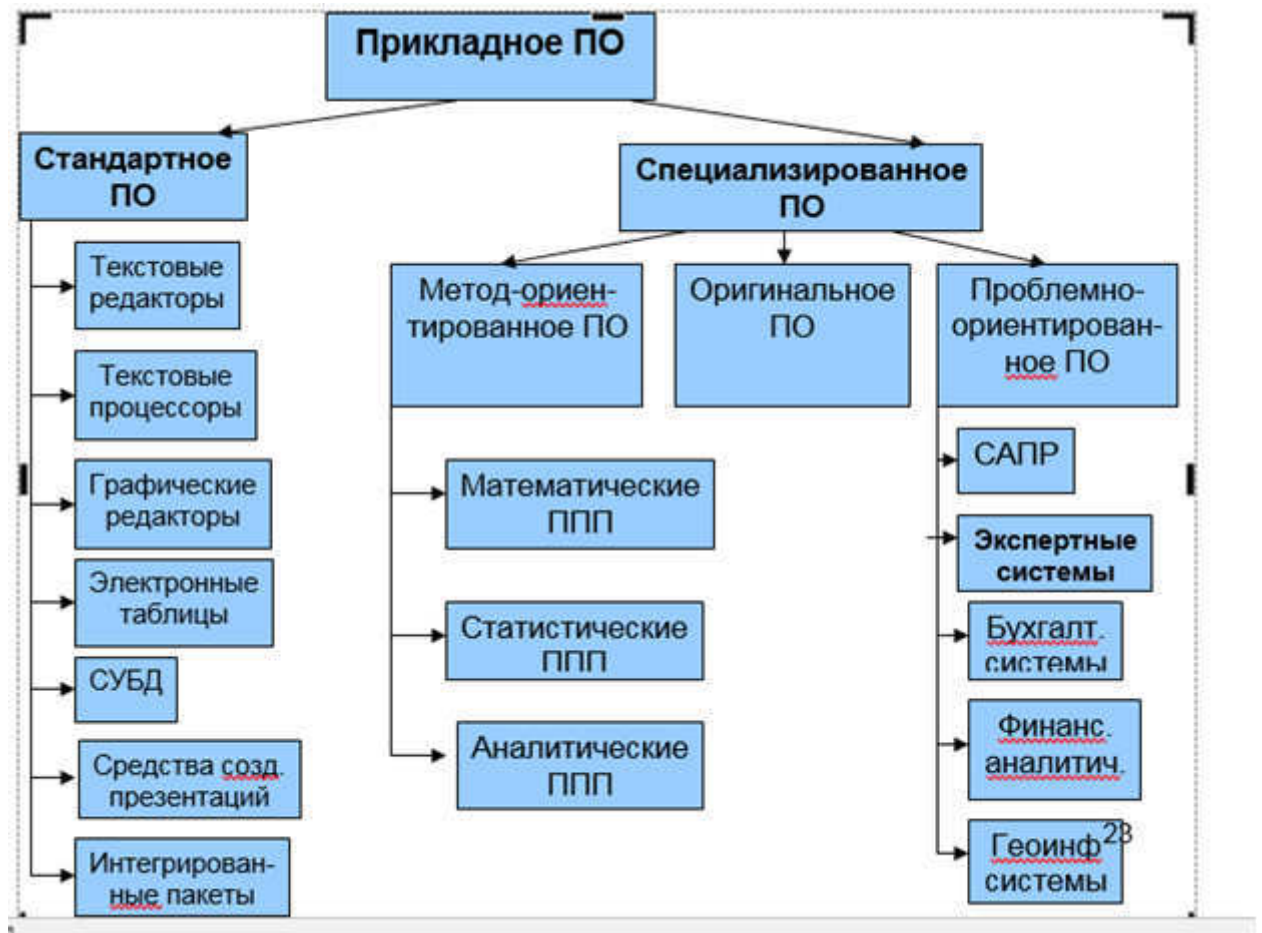 Прикладное ПО
Стандартное
ПО
Текстовые
редакторы
Текстовые
процессоры
Графические
редакторы
Электронные
таблицы
СУБД
Средства созд.
презентаций
Интегрирован-
ные пакеты
Специализированное
ПО
Метод-ориен-
тированное ПО
Математические
ППП
Статистические
ППП
Аналитические
ППП
Оригинальное
ПО
Проблемно-
ориентирован-
ное ПО
САПР
Экспертные
системы
Бухгалт.
системы
Финанс.
аналитич.
Геоинф
системы
23